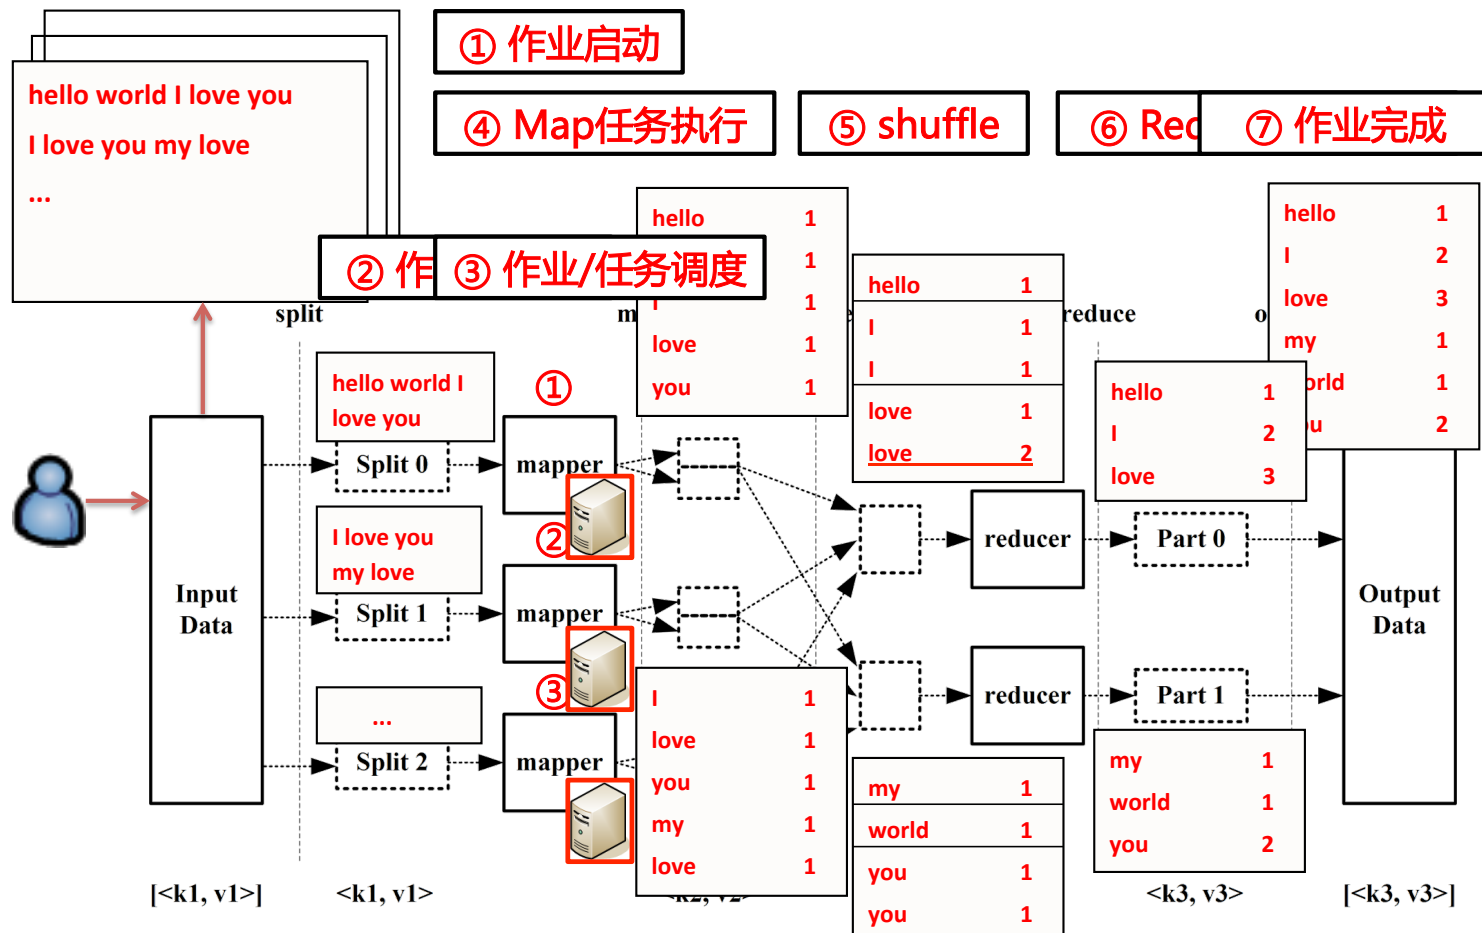 ① 作业启动
hello world I love you
I love you my love
...
④ Map任务执行
⑤ shuffle
⑥ Rec
⑦ 作业完成
② 作
③ 作业/任务调度
hello 1
1
I 1
love 1
you 1
hello 1
I 1
I 1
love 1
love 2
hello 1
I 2
love 3
my 1
orld 1
2
split
m
reduce
o
hello world I
love you
①
hello 1
I 2
love 3
Split 0
mapper
②
I love you
my love
reducer
Part 0
Input
Data
Split 1
mapper
Output
Data
③
...
I 1
love 1
you 1
my 1
love 1
reducer
Part 1
Split 2
mapper
my 1
world 1
you 1
you 1
my 1
world 1
you 2
[<k1, v1>]
<k1, v1>
<k3, v3>
[<k3, v3>]